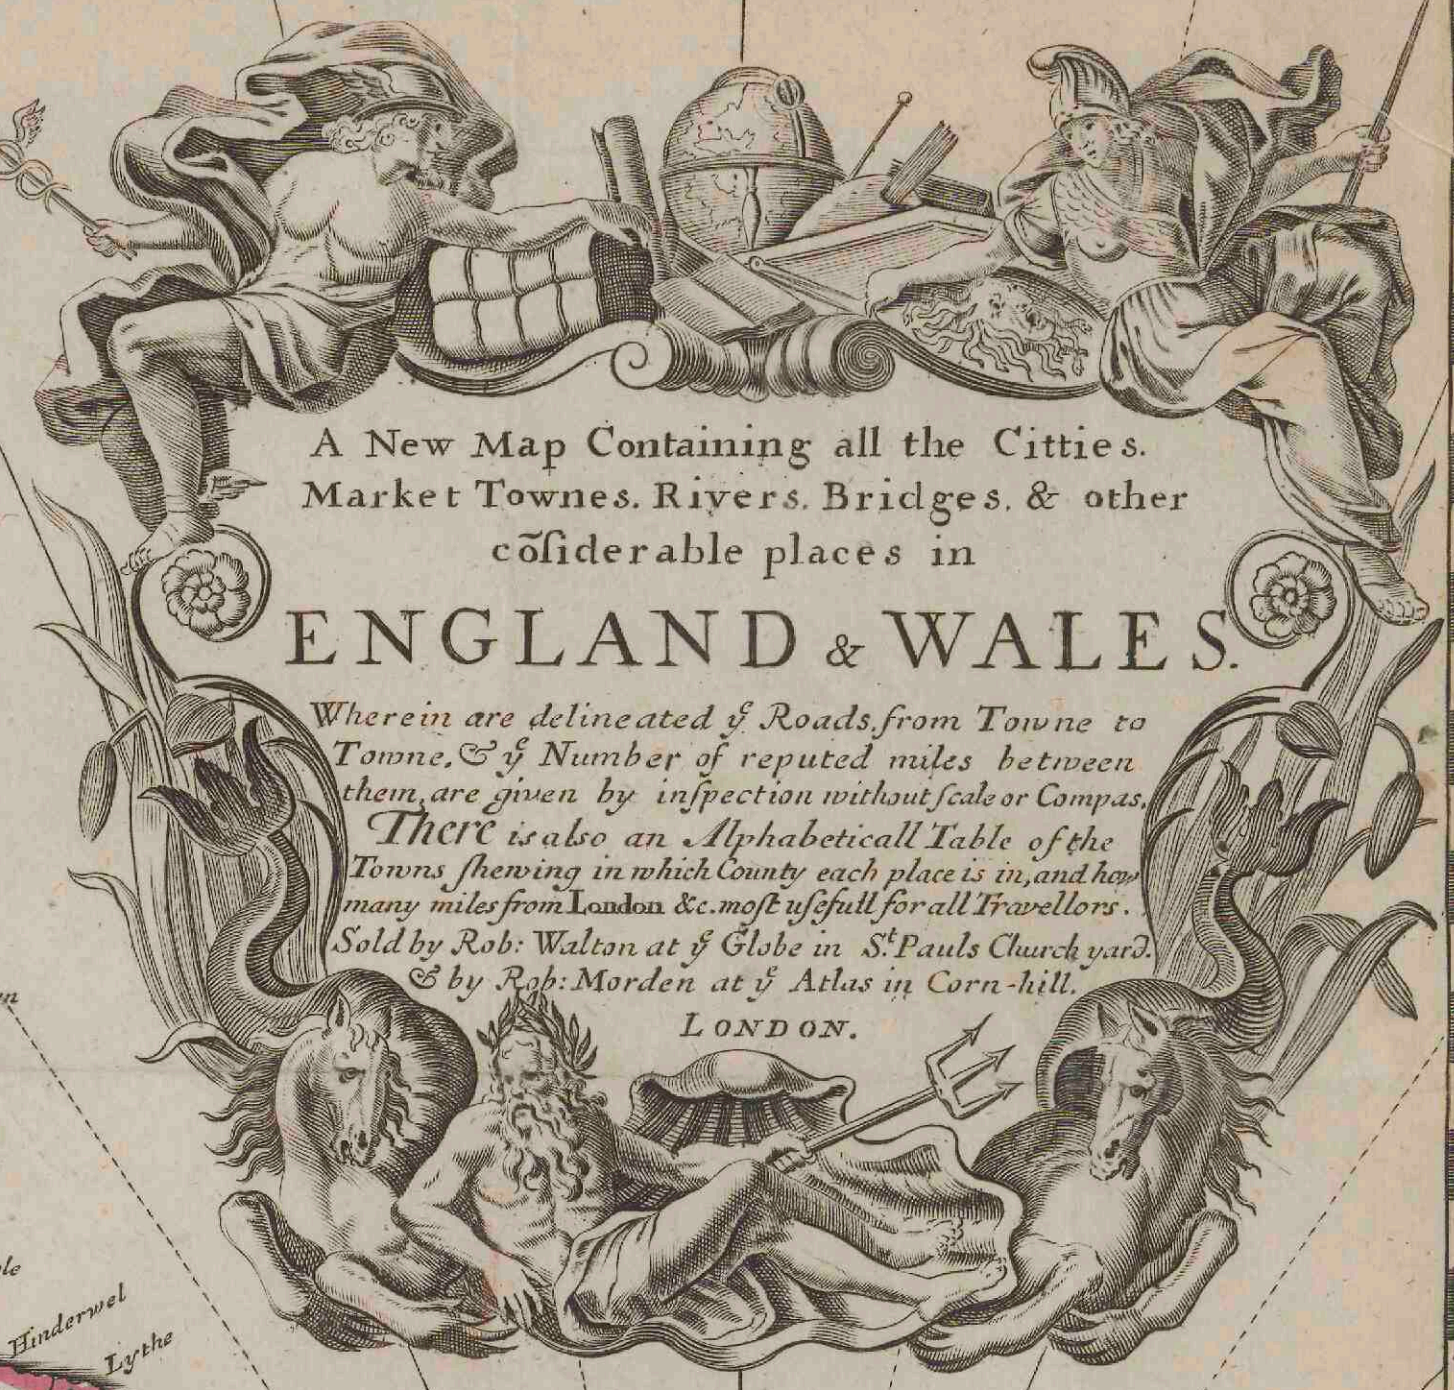 A New Map Containing all the Citties.
Market Townes. Rivers. Bridges. & other
cõſiderable places in
ENGLAND & WALES.
Wherein are delineated yͤ Roads, from Towne to
Towne, & yͤ Number of reputed miles between
them, are given by inſpection without ſcale or Compas.
There is also an Alphabeticall Table of the
Towns ſhewing in which County each place is in, and how
many miles from London &c. moſt uſefull for all Travellors.
Sold by Rob: Walton at yͤ Globe in Sᵗ. Pauls Church yard.
& by Rob: Morden at yͤ Atlas in Corn-hill.
LONDON.
Hinderwel
Lythe